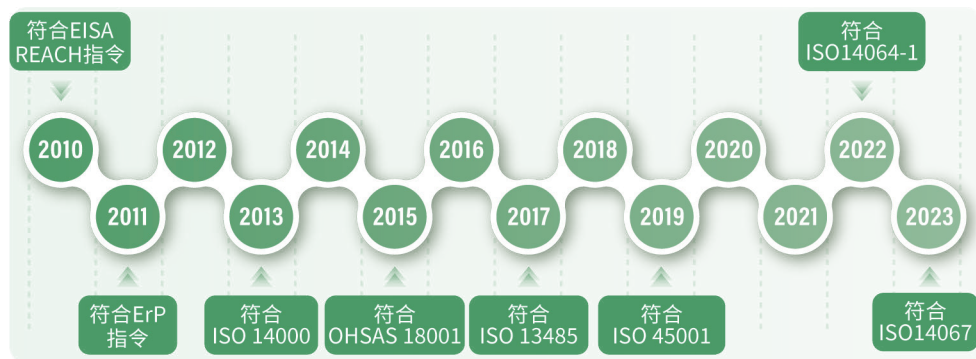 符合EISA
REACH指令
符合
ISO14064-1
2010
2012
2014
2016
2018
2020
2022
2011
2013
2015
2017
2019
2021
2023
符合ErP
指令
符合
ISO 14000
符合
OHSAS 18001
符合
ISO 13485
符合
ISO 45001
符合
ISO14067